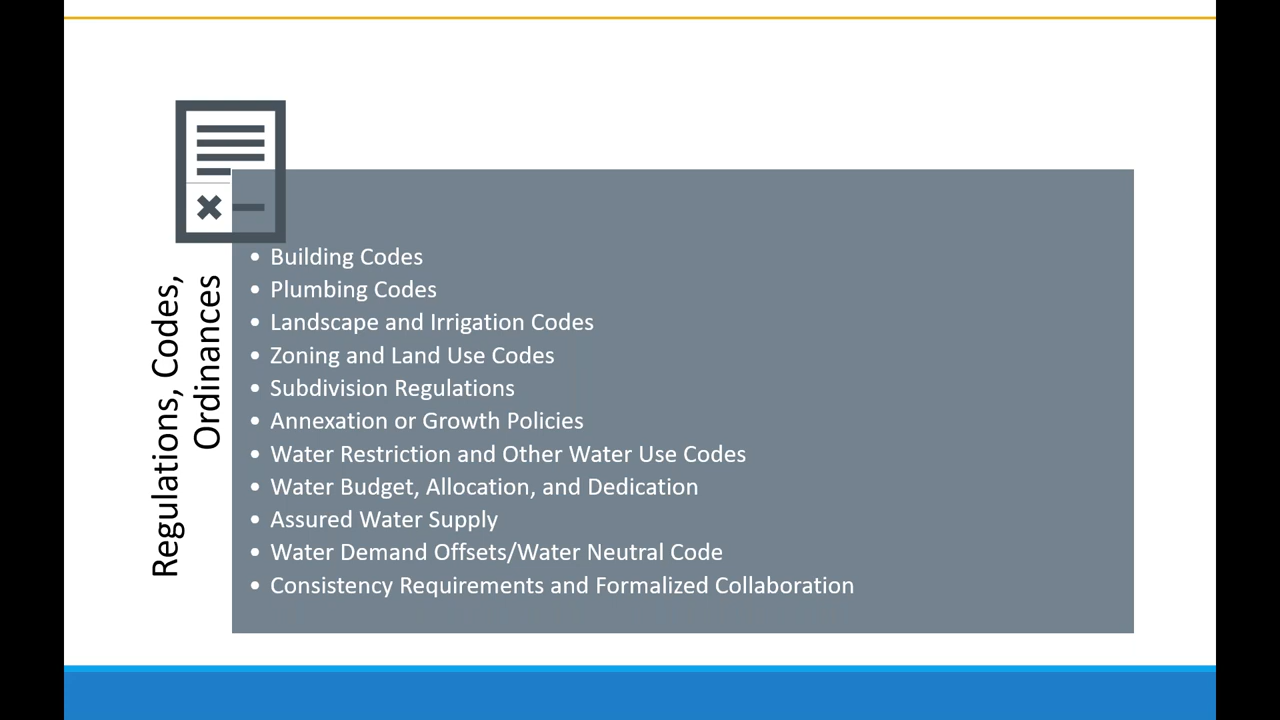 Regulations, Codes,
Ordinances
• Building Codes
• Plumbing Codes
• Landscape and Irrigation Codes
• Zoning and Land Use Codes
• Subdivision Regulations
• Annexation or Growth Policies
• Water Restriction and Other Water Use Codes
• Water Budget, Allocation, and Dedication
• Assured Water Supply
• Water Demand Offsets/Water Neutral Code
• Consistency Requirements and Formalized Collaboration